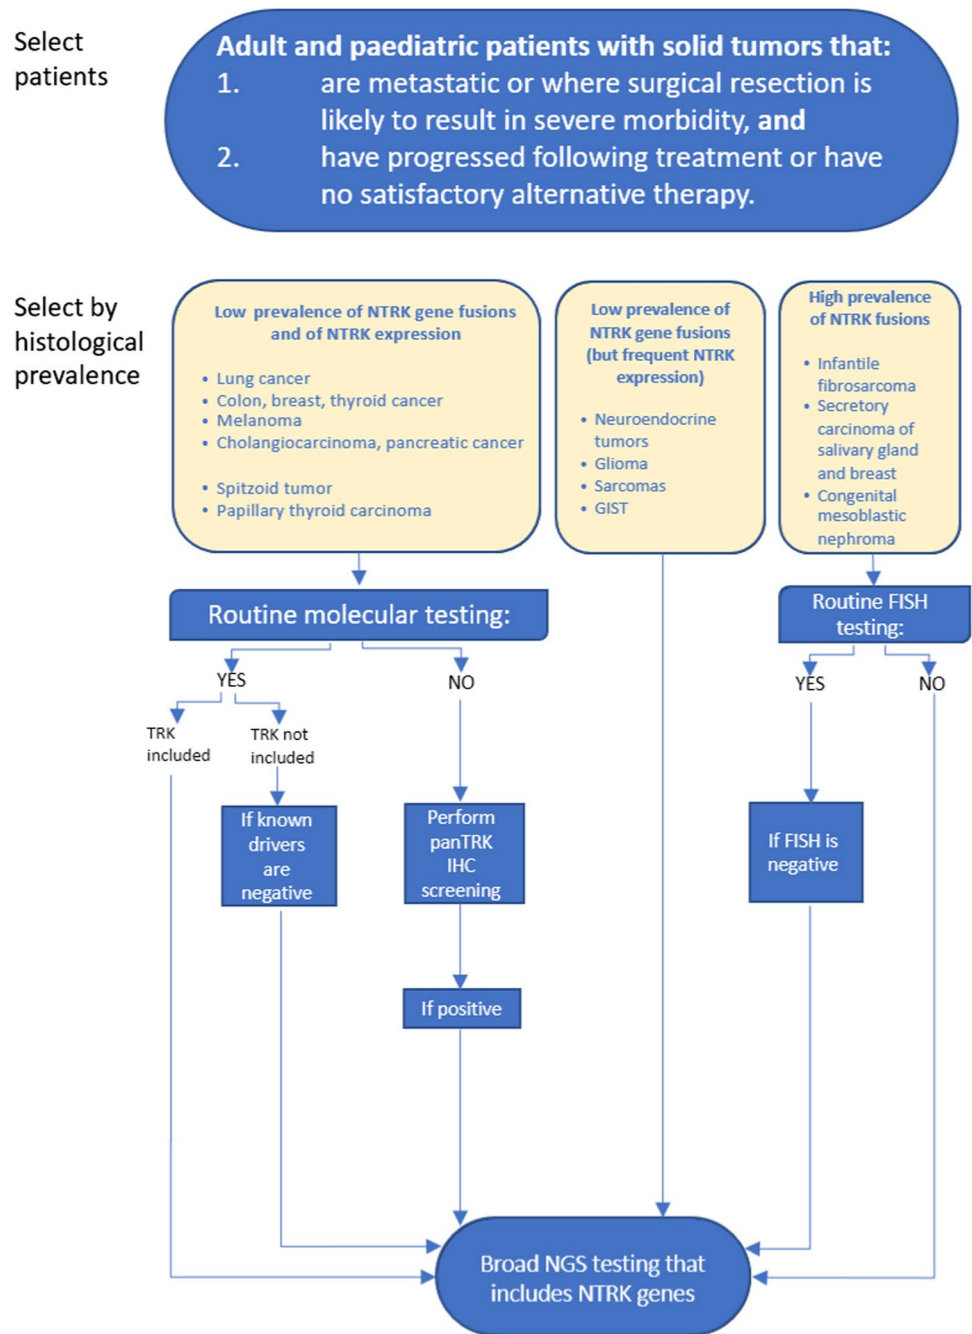 Select
patients
Adult and paediatric patients with solid tumors that:
1. are metastatic or where surgical resection is
likely to result in severe morbidity, and
2. have progressed following treatment or have
no satisfactory alternative therapy.
Select by
histological
prevalence
Low prevalence of NTRK gene fusions
and of NTRK expression
• Lung cancer
• Colon, breast, thyroid cancer
• Melanoma
• Cholangiocarcinoma, pancreatic cancer
• Spitzoid tumor
• Papillary thyroid carcinoma
Low prevalence of
NTRK gene fusions
(but frequent NTRK
expression)
• Neuroendocrine
tumors
• Glioma
• Sarcomas
• GIST
High prevalence
of NTRK fusions
• Infantile
fibrosarcoma
• Secretory
carcinoma of
salivary gland
and breast
• Congenital
mesoblastic
nephroma
Routine molecular testing:
Routine FISH
testing:
YES
NO
YES
NO
TRK
included
TRK not
included
If known
drivers
are
negative
Perform
panTRK
IHC
screening
If FISH is
negative
If positive
Broad NGS testing that
includes NTRK genes